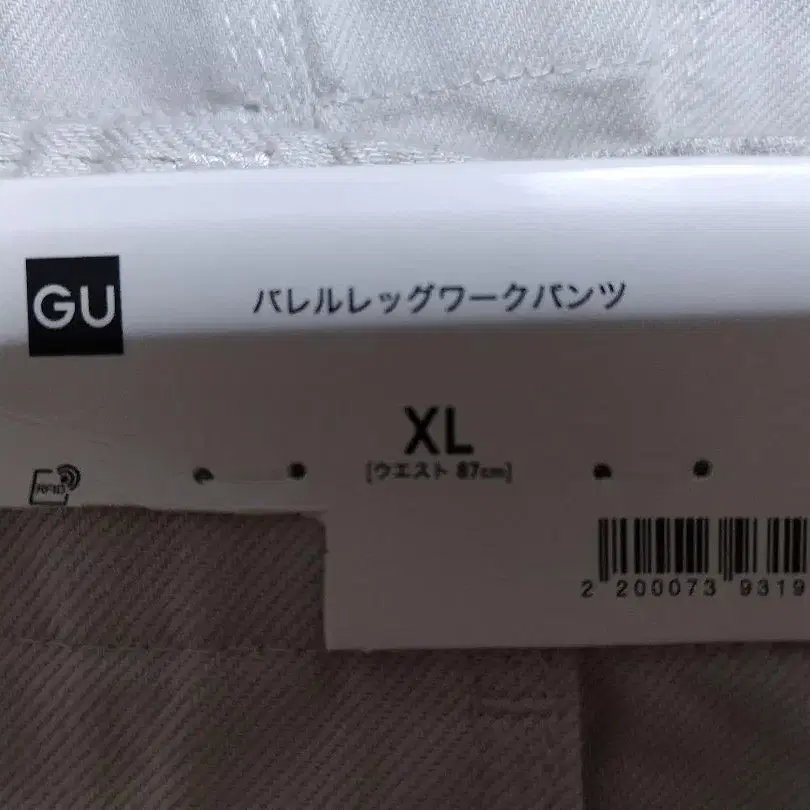 GU
バレルレッグワークパンツ
XL
[ウエスト 87cm]
RFID
2 200073 9319